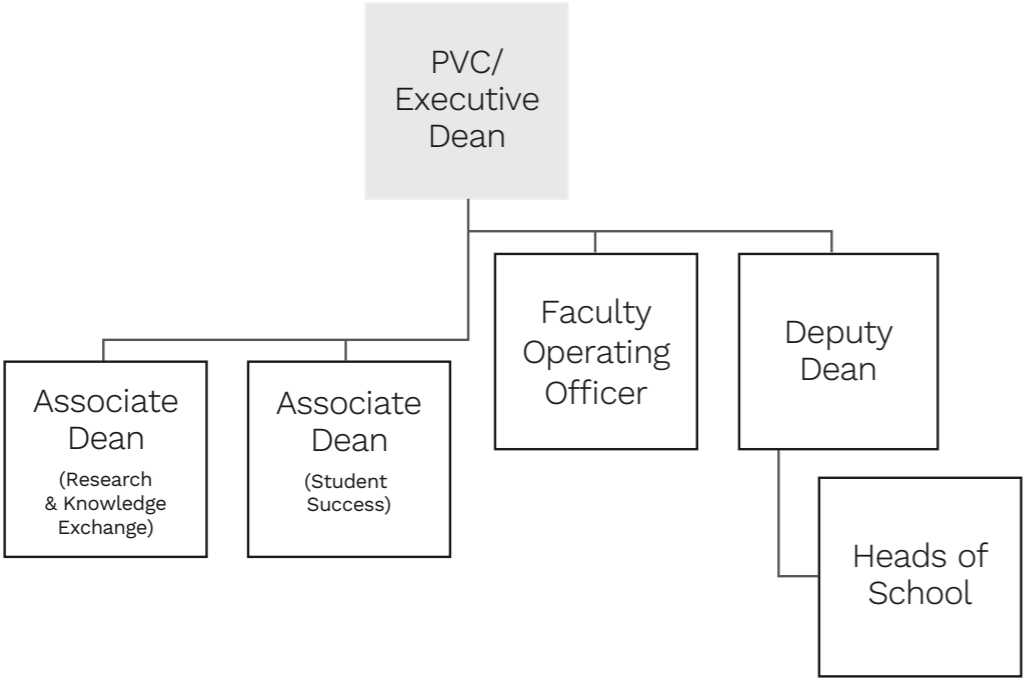 PVC/
Executive
Dean
Faculty
Operating
Officer
Deputy
Dean
Associate
Dean
(Research
& Knowledge
Exchange)
Associate
Dean
(Student
Success)
Heads of
School